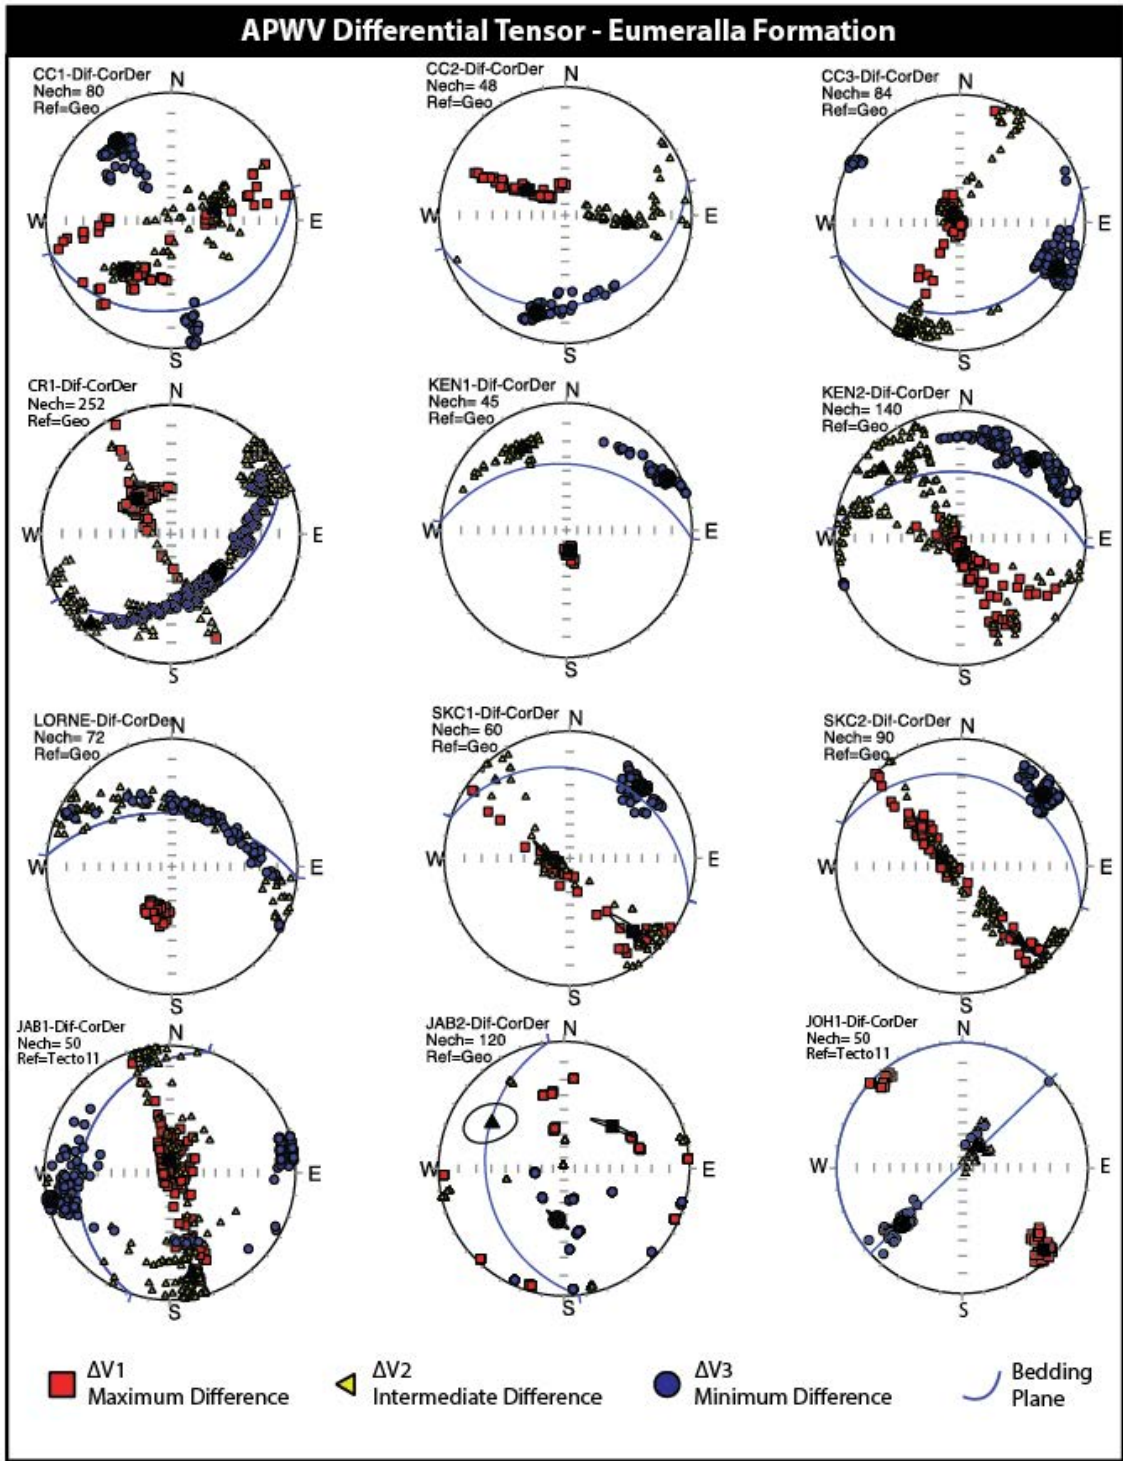 APWV Differential Tensor - Eumeralla Formation
CC1-Dif-CorDer
Nech= 80
Ref=Geo
N
W
E
S
CC2-Dif-CorDer
Nech= 48
Ref=Geo
N
W
E
S
CC3-Dif-CorDer
Nech= 84
Ref=Geo
N
W
E
S
CR1-Dif-CorDer
Nech= 252
Ref=Geo
N
W
E
S
KEN1-Dif-CorDer
Nech= 45
Ref=Geo
N
W
E
S
KEN2-Dif-CorDer
Nech= 140
Ref=Geo
N
W
E
S
LORNE-Dif-CorDer
Nech= 72
Ref=Geo
N
W
E
S
SKC1-Dif-CorDer
Nech= 60
Ref=Geo
N
W
E
S
SKC2-Dif-CorDer
Nech= 90
Ref=Geo
N
W
E
S
JAB1-Dif-CorDer
Nech= 50
Ref=Tecto11
N
W
E
S
JAB2-Dif-CorDer
Nech= 120
Ref=Geo
N
W
E
S
JOH1-Dif-CorDer
Nech= 50
Ref=Tecto11
N
W
E
S
ΔV1
Maximum Difference
ΔV2
Intermediate Difference
ΔV3
Minimum Difference
Bedding
Plane